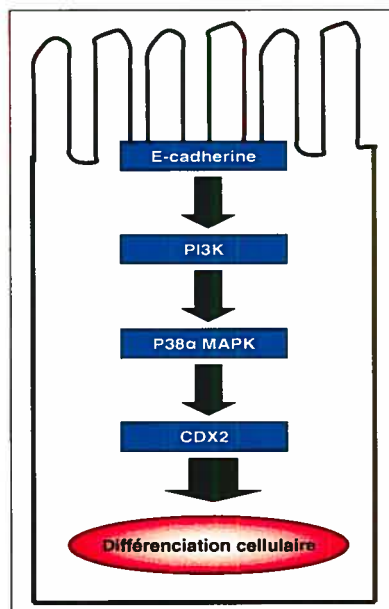 E-cadherine
PI3K
P38α MAPK
CDX2
Différenciation cellulaire